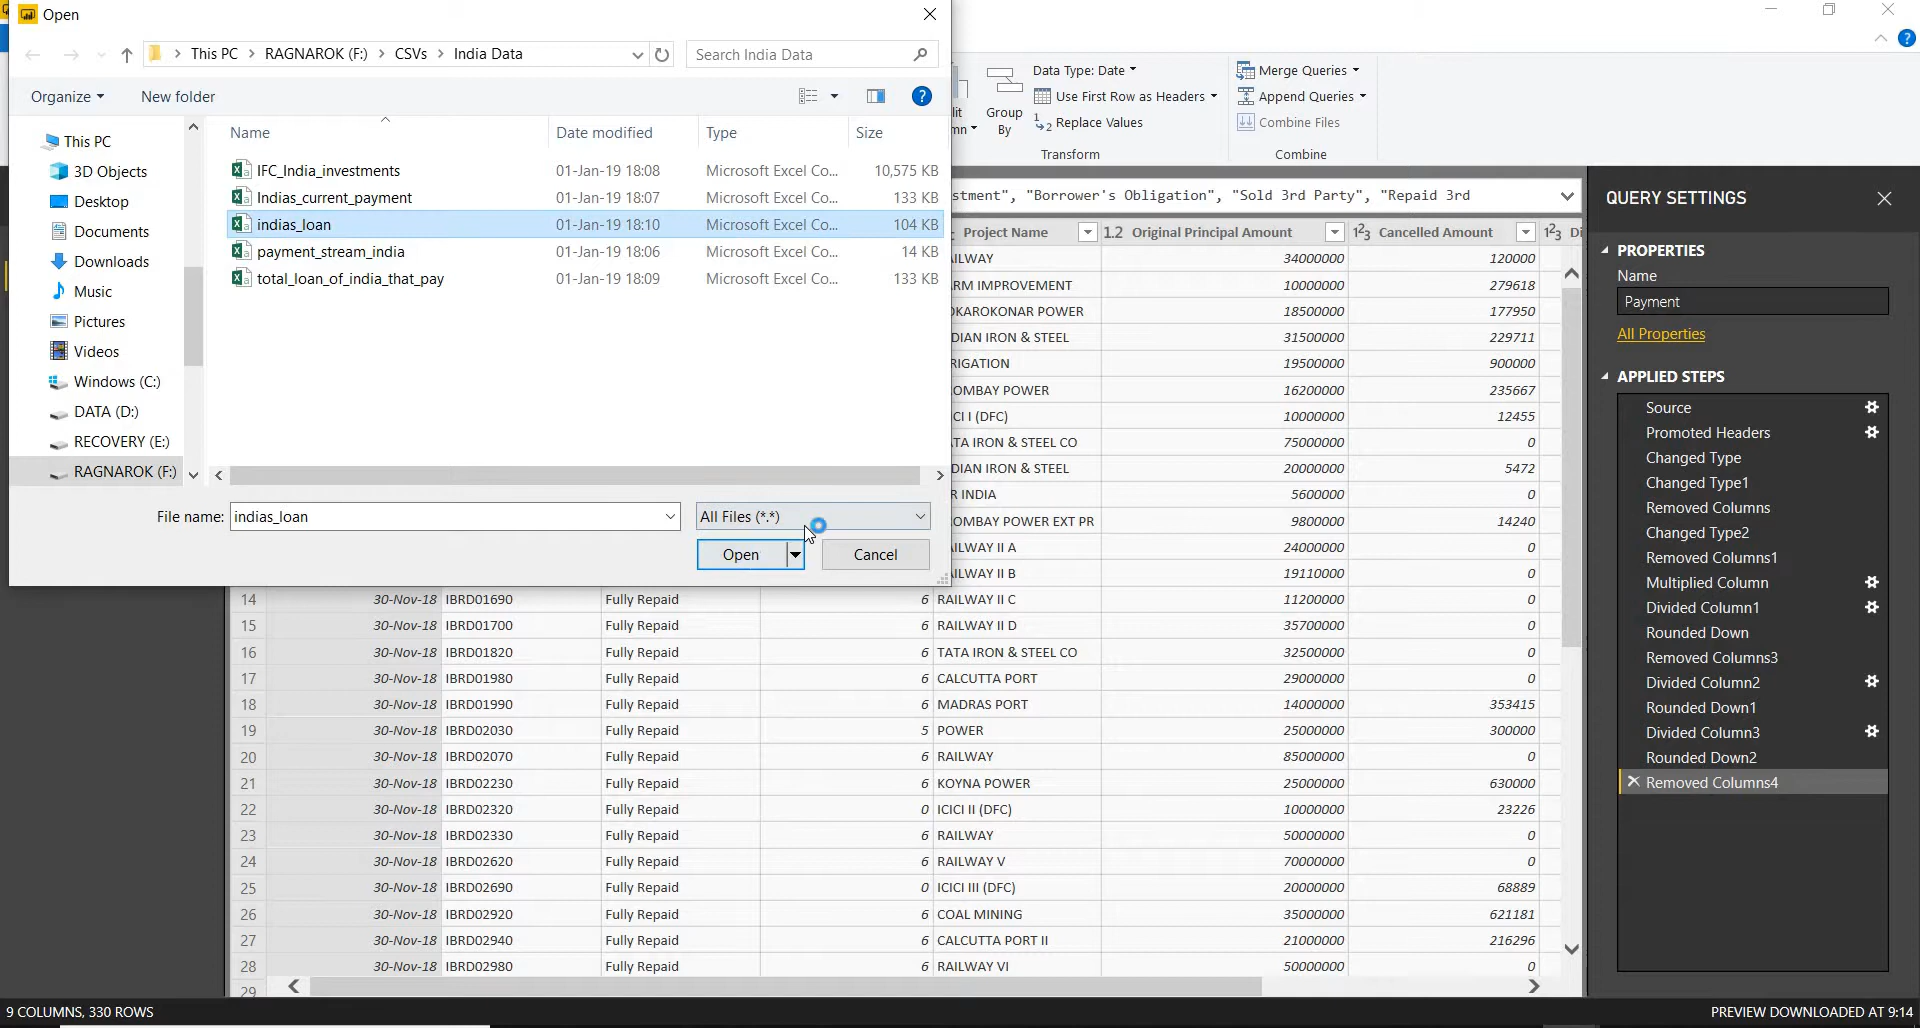 Open
This PC > RAGNAROK (F:) > CSVs > India Data
Search India Data
Organize
New folder
Name
Date modified
Type
Size
This PC
3D Objects
Desktop
Documents
Downloads
Music
Pictures
Videos
Windows (C:)
DATA (D:)
RECOVERY (E:)
RAGNAROK (F:)
IFC_India_investments 01-Jan-19 18:08 Microsoft Excel Co... 10,575 KB
Indias_current_payment 01-Jan-19 18:07 Microsoft Excel Co... 133 KB
indias_loan 01-Jan-19 18:10 Microsoft Excel Co... 104 KB
payment_stream_india 01-Jan-19 18:06 Microsoft Excel Co... 14 KB
total_loan_of_india_that_pay 01-Jan-19 18:09 Microsoft Excel Co... 133 KB
File name: indias_loan
All Files (*.*)
Open
Cancel
Group By
Data Type: Date
Use First Row as Headers
1 2 Replace Values
Transform
Merge Queries
Append Queries
Combine Files
Combine
stment", "Borrower's Obligation", "Sold 3rd Party", "Repaid 3rd
Project Name 1.2 Original Principal Amount 123 Cancelled Amount 123 Di
ILWAY 34000000 120000
RM IMPROVEMENT 10000000 279618
OKAROKONAR POWER 18500000 177950
DIAN IRON & STEEL 31500000 229711
RIGATION 19500000 900000
OMBAY POWER 16200000 235667
ICI I (DFC) 10000000 12455
ATA IRON & STEEL CO 75000000 0
DIAN IRON & STEEL 20000000 5472
R INDIA 5600000 0
OMBAY POWER EXT PR 9800000 14240
ILWAY II A 24000000 0
ILWAY II B 19110000 0
14 30-Nov-18 IBRD01690 Fully Repaid 6 RAILWAY II C 11200000 0
15 30-Nov-18 IBRD01700 Fully Repaid 6 RAILWAY II D 35700000 0
16 30-Nov-18 IBRD01820 Fully Repaid 6 TATA IRON & STEEL CO 32500000 0
17 30-Nov-18 IBRD01980 Fully Repaid 6 CALCUTTA PORT 29000000 0
18 30-Nov-18 IBRD01990 Fully Repaid 6 MADRAS PORT 14000000 353415
19 30-Nov-18 IBRD02030 Fully Repaid 5 POWER 25000000 300000
20 30-Nov-18 IBRD02070 Fully Repaid 6 RAILWAY 85000000 0
21 30-Nov-18 IBRD02230 Fully Repaid 6 KOYNA POWER 25000000 630000
22 30-Nov-18 IBRD02320 Fully Repaid 0 ICICI II (DFC) 10000000 23226
23 30-Nov-18 IBRD02330 Fully Repaid 6 RAILWAY 50000000 0
24 30-Nov-18 IBRD02620 Fully Repaid 6 RAILWAY V 70000000 0
25 30-Nov-18 IBRD02690 Fully Repaid 0 ICICI III (DFC) 20000000 68889
26 30-Nov-18 IBRD02920 Fully Repaid 6 COAL MINING 35000000 621181
27 30-Nov-18 IBRD02940 Fully Repaid 6 CALCUTTA PORT II 21000000 216296
28 30-Nov-18 IBRD02980 Fully Repaid 6 RAILWAY VI 50000000 0
29
QUERY SETTINGS
PROPERTIES
Name
Payment
All Properties
APPLIED STEPS
Source
Promoted Headers
Changed Type
Changed Type1
Removed Columns
Changed Type2
Removed Columns1
Multiplied Column
Divided Column1
Rounded Down
Removed Columns3
Divided Column2
Rounded Down1
Divided Column3
Rounded Down2
Removed Columns4
9 COLUMNS, 330 ROWS
PREVIEW DOWNLOADED AT 9:14